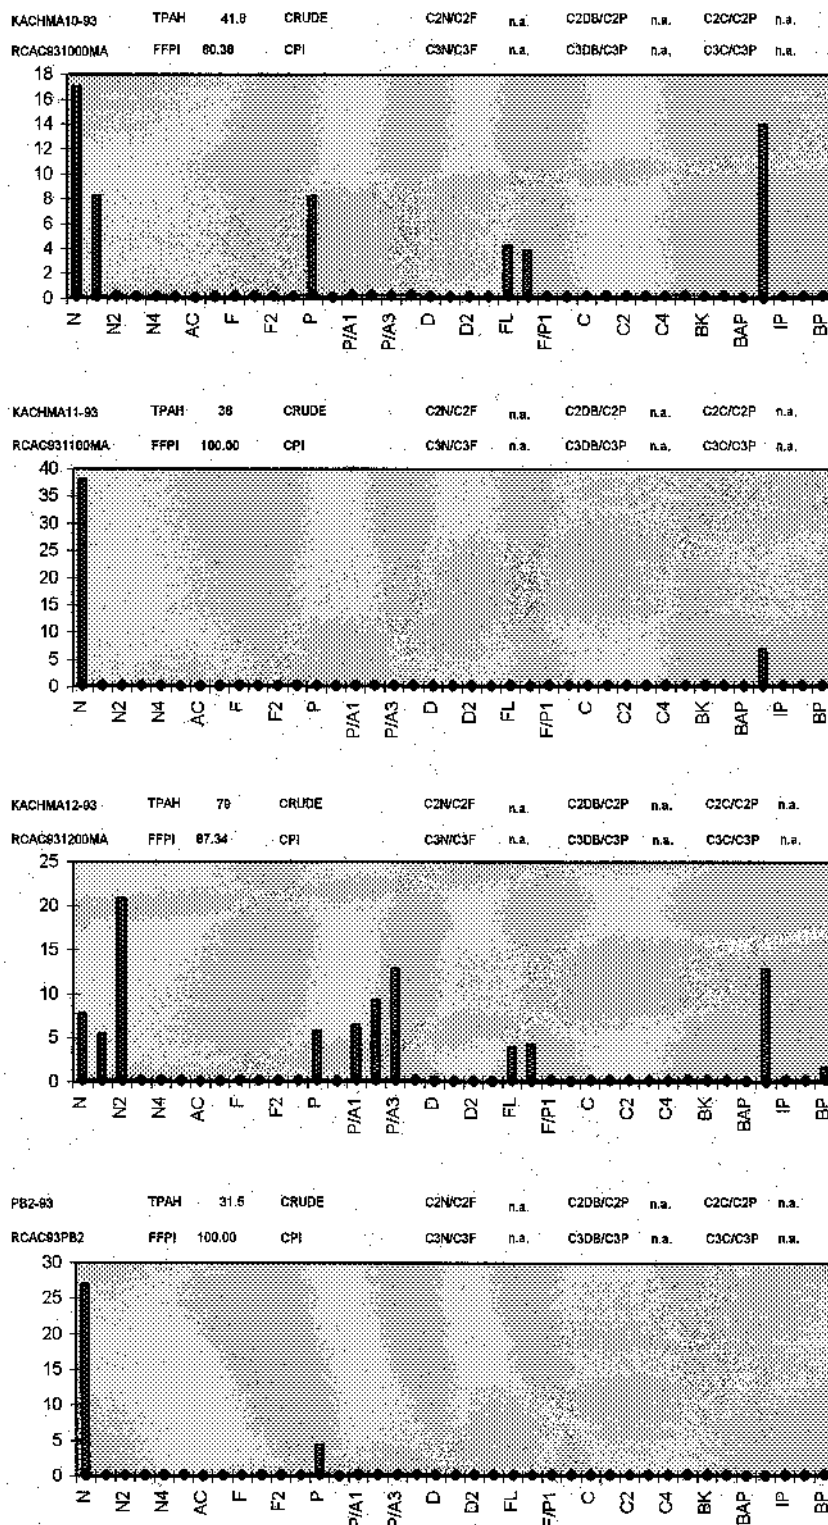 KACHMA10-93 TPAH 41.8 CRUDE C2N/C2F n.a. C2DB/C2P n.a. C2C/C2P n.a.
RCAC931000MA FFPI 80.38 CPI C3N/C3F n.a. C3DB/C3P n.a. C3C/C3P n.a.
18
16
14
12
10
8
6
4
2
0
N N2 N4 AC F F2 P P/A1 P/A3 D D2 FL F/P1 C C2 C4 BK BAP IP BP
KACHMA11-93 TPAH 38 CRUDE C2N/C2F n.a. C2DB/C2P n.a. C2C/C2P n.a.
RCAC931100MA FFPI 100.00 CPI C3N/C3F n.a. C3DB/C3P n.a. C3C/C3P n.a.
40
35
30
25
20
15
10
5
0
N N2 N4 AC F F2 P P/A1 P/A3 D D2 FL F/P1 C C2 C4 BK BAP IP BP
KACHMA12-93 TPAH 79 CRUDE C2N/C2F n.a. C2DB/C2P n.a. C2C/C2P n.a.
RCAC931200MA FFPI 87.34 CPI C3N/C3F n.a. C3DB/C3P n.a. C3C/C3P n.a.
25
20
15
10
5
0
N N2 N4 AC F F2 P P/A1 P/A3 D D2 FL F/P1 C C2 C4 BK BAP IP BP
PB2-93 TPAH 31.5 CRUDE C2N/C2F n.a. C2DB/C2P n.a. C2C/C2P n.a.
RCAC93PB2 FFPI 100.00 CPI C3N/C3F n.a. C3DB/C3P n.a. C3C/C3P n.a.
30
25
20
15
10
5
0
N N2 N4 AC F F2 P P/A1 P/A3 D D2 FL F/P1 C C2 C4 BK BAP IP BP